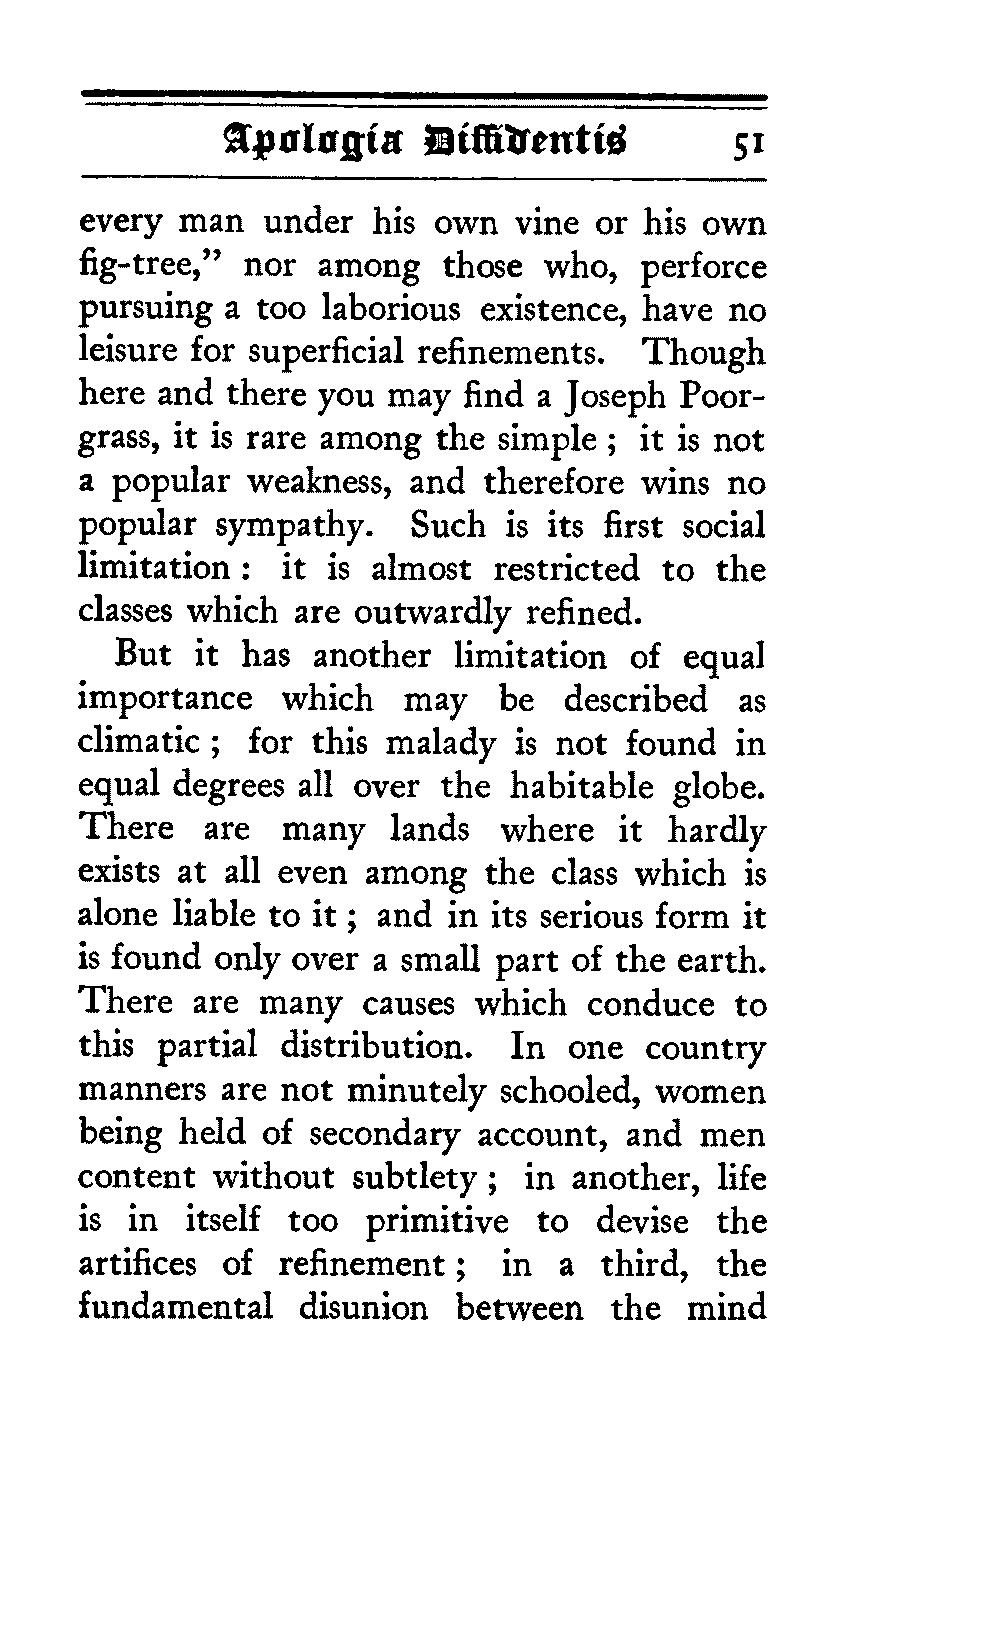 Apologia Diffidentis 51
every man under his own vine or his own
fig-tree,” nor among those who, perforce
pursuing a too laborious existence, have no
leisure for superficial refinements. Though
here and there you may find a Joseph Poor-
grass, it is rare among the simple ; it is not
a popular weakness, and therefore wins no
popular sympathy. Such is its first social
limitation : it is almost restricted to the
classes which are outwardly refined.
But it has another limitation of equal
importance which may be described as
climatic ; for this malady is not found in
equal degrees all over the habitable globe.
There are many lands where it hardly
exists at all even among the class which is
alone liable to it ; and in its serious form it
is found only over a small part of the earth.
There are many causes which conduce to
this partial distribution. In one country
manners are not minutely schooled, women
being held of secondary account, and men
content without subtlety ; in another, life
is in itself too primitive to devise the
artifices of refinement ; in a third, the
fundamental disunion between the mind